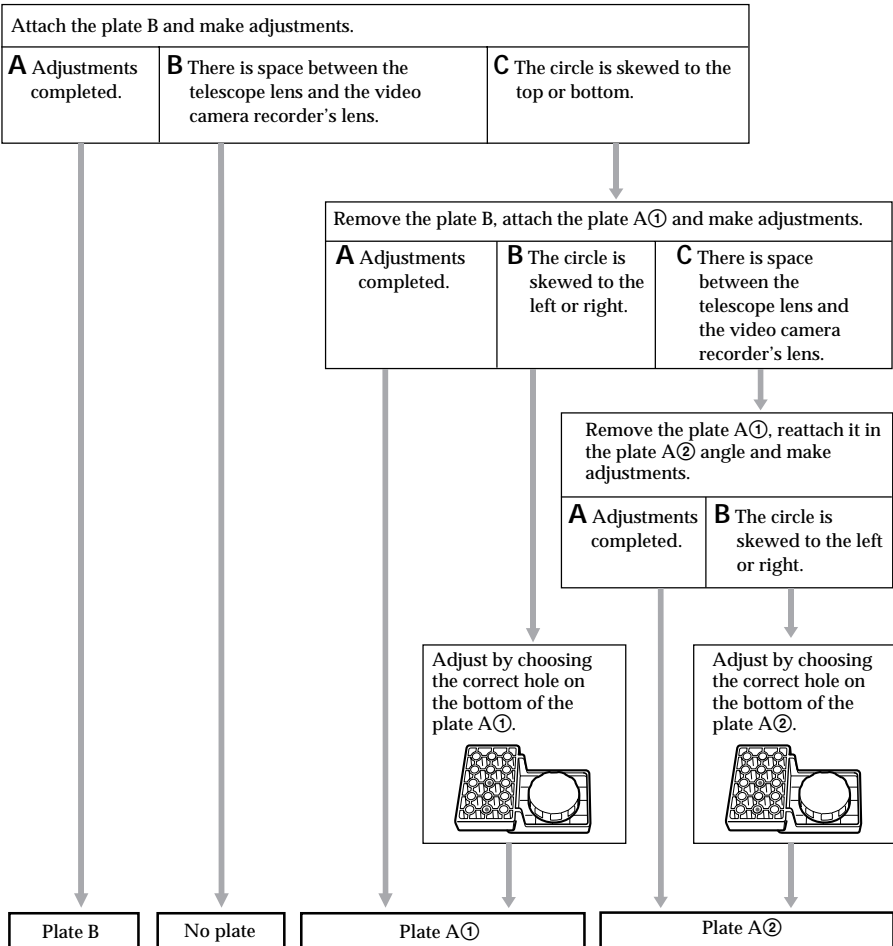 Attach the plate B and make adjustments.
A Adjustments
completed.
B There is space between the
telescope lens and the video
camera recorder's lens.
C The circle is skewed to the
top or bottom.
Remove the plate B, attach the plate A① and make adjustments.
A Adjustments
completed.
B The circle is
skewed to the
left or right.
C There is space
between the
telescope lens and
the video camera
recorder's lens.
Remove the plate A①, reattach it in
the plate A② angle and make
adjustments.
A Adjustments
completed.
B The circle is
skewed to the left
or right.
Adjust by choosing
the correct hole on
the bottom of the
plate A①.
Adjust by choosing
the correct hole on
the bottom of the
plate A②.
Plate B
No plate
Plate A①
Plate A②